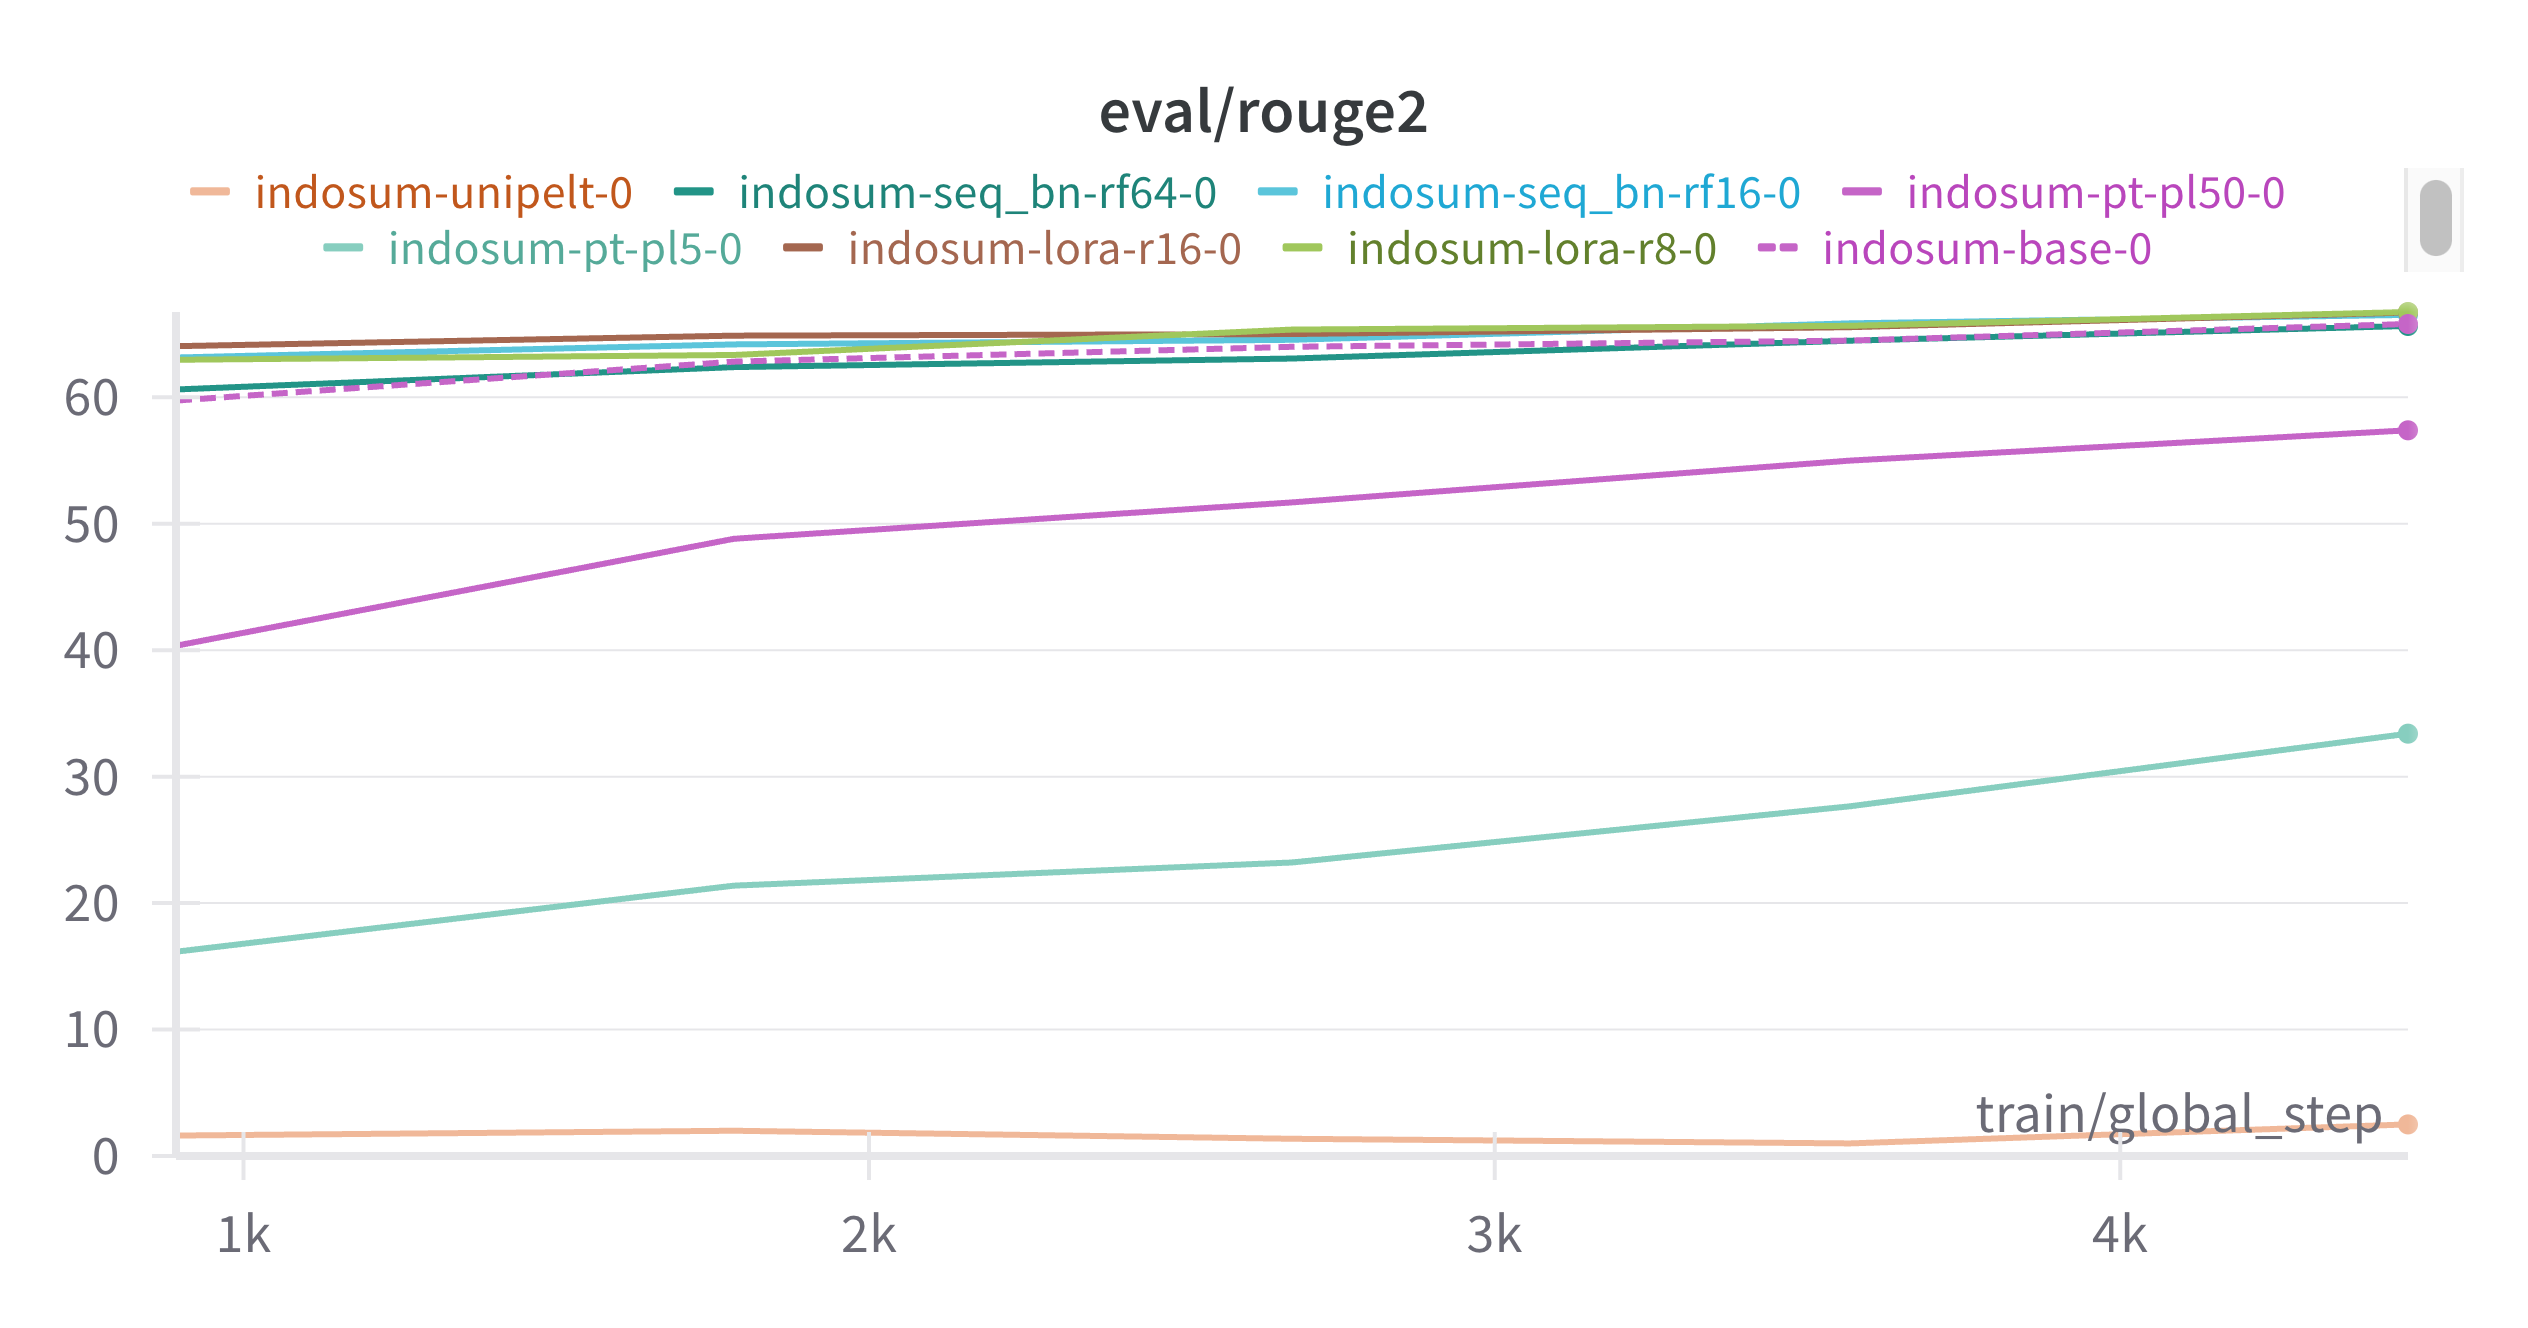 eval/rouge2
indosum-unipelt-0 indosum-seq_bn-rf64-0 indosum-seq_bn-rf16-0 indosum-pt-pl50-0
indosum-pt-pl5-0 indosum-lora-r16-0 indosum-lora-r8-0 indosum-base-0
60
50
40
30
20
10
train/global_step
0
1k 2k 3k 4k